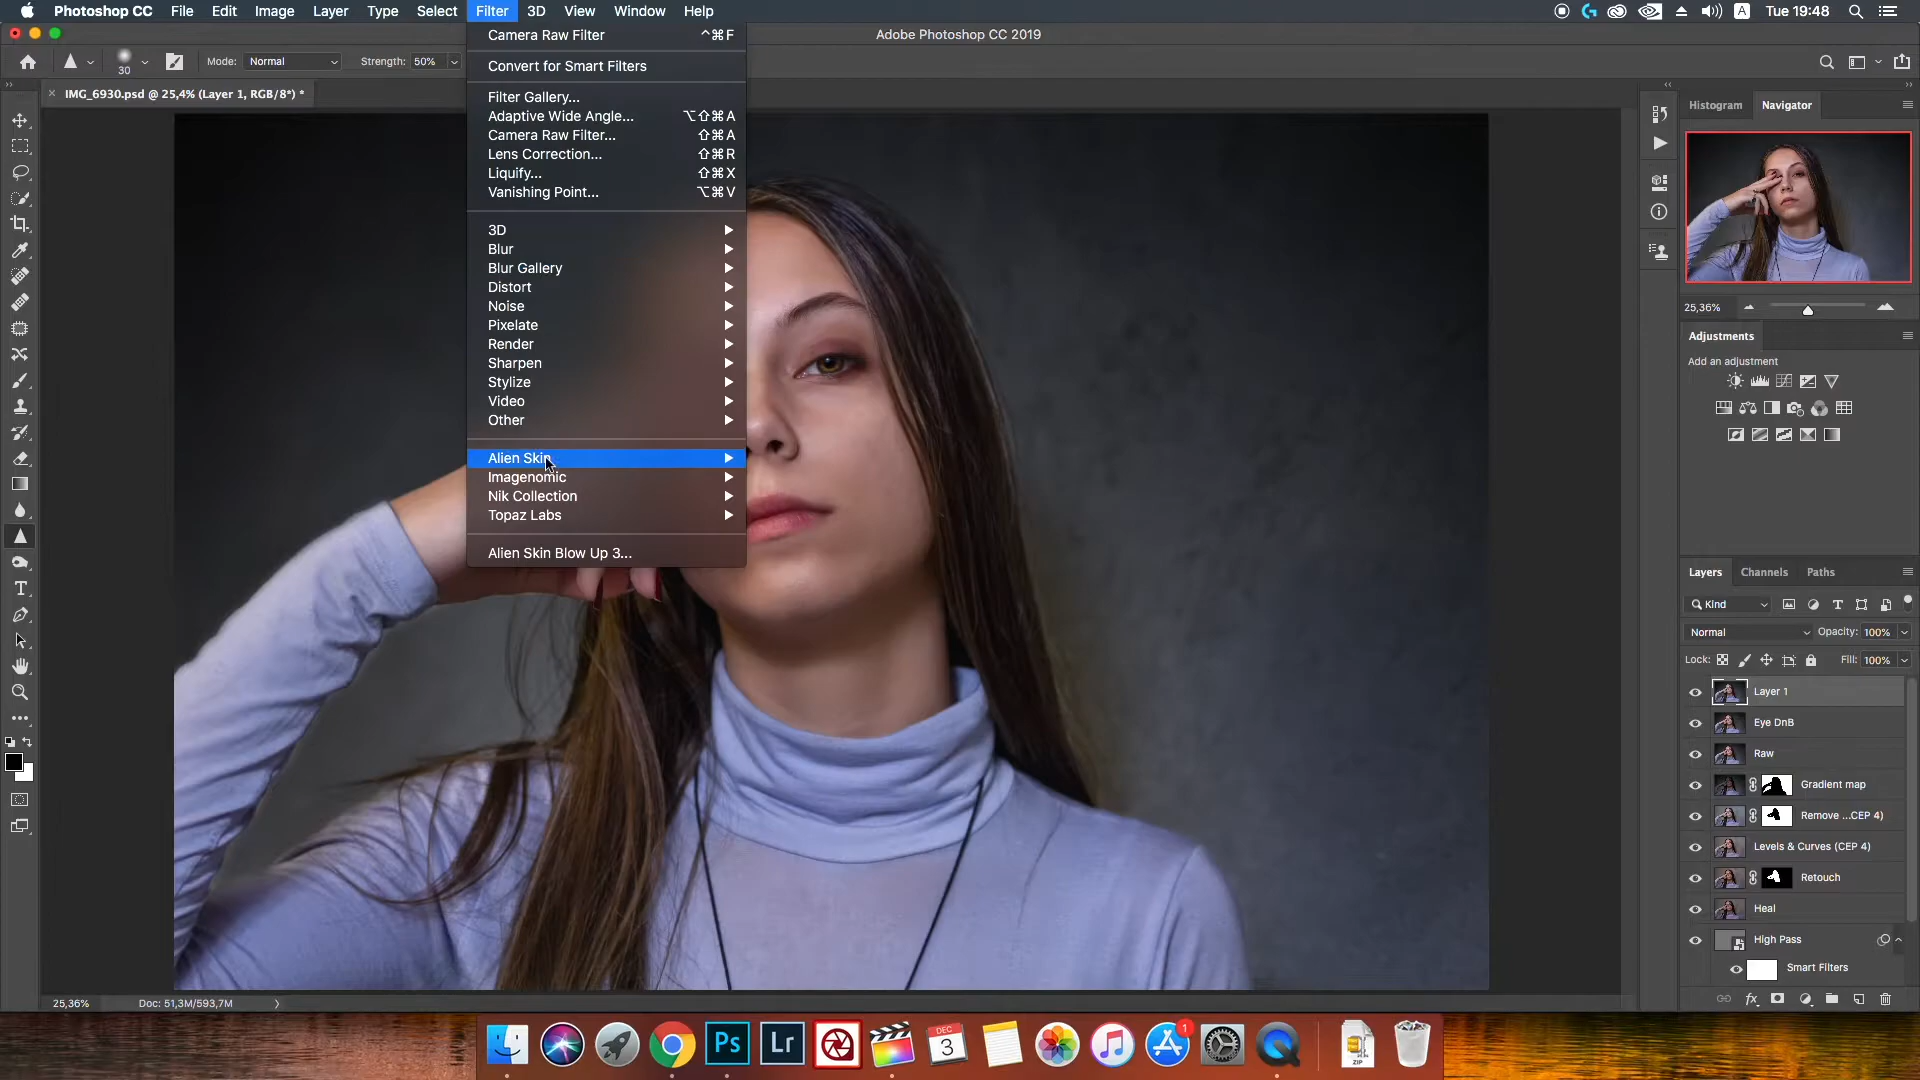 Photoshop CC File Edit Image Layer Type Select Filter 3D View Window Help A Tue 19:48
Adobe Photoshop CC 2019
30 Mode: Normal Strength: 50%
IMG_6930.psd @ 25,4% (Layer 1, RGB/8*) *
Camera Raw Filter ^⌘F
Convert for Smart Filters
Filter Gallery...
Adaptive Wide Angle... ⌥⇧⌘A
Camera Raw Filter... ⇧⌘A
Lens Correction... ⇧⌘R
Liquify... ⇧⌘X
Vanishing Point... ⌥⌘V
3D
Blur
Blur Gallery
Distort
Noise
Pixelate
Render
Sharpen
Stylize
Video
Other
Alien Skin
Imagenomic
Nik Collection
Topaz Labs
Alien Skin Blow Up 3...
Histogram Navigator
25,36%
Adjustments
Add an adjustment
Layers Channels Paths
Kind
Normal Opacity: 100%
Lock: Fill: 100%
Layer 1
Eye DnB
Raw
Gradient map
Remove ...CEP 4)
Levels & Curves (CEP 4)
Retouch
Heal
High Pass
Smart Filters
fx
25,36% Doc: 51,3M/593,7M
Ps Lr DEC 3 1 ZIP